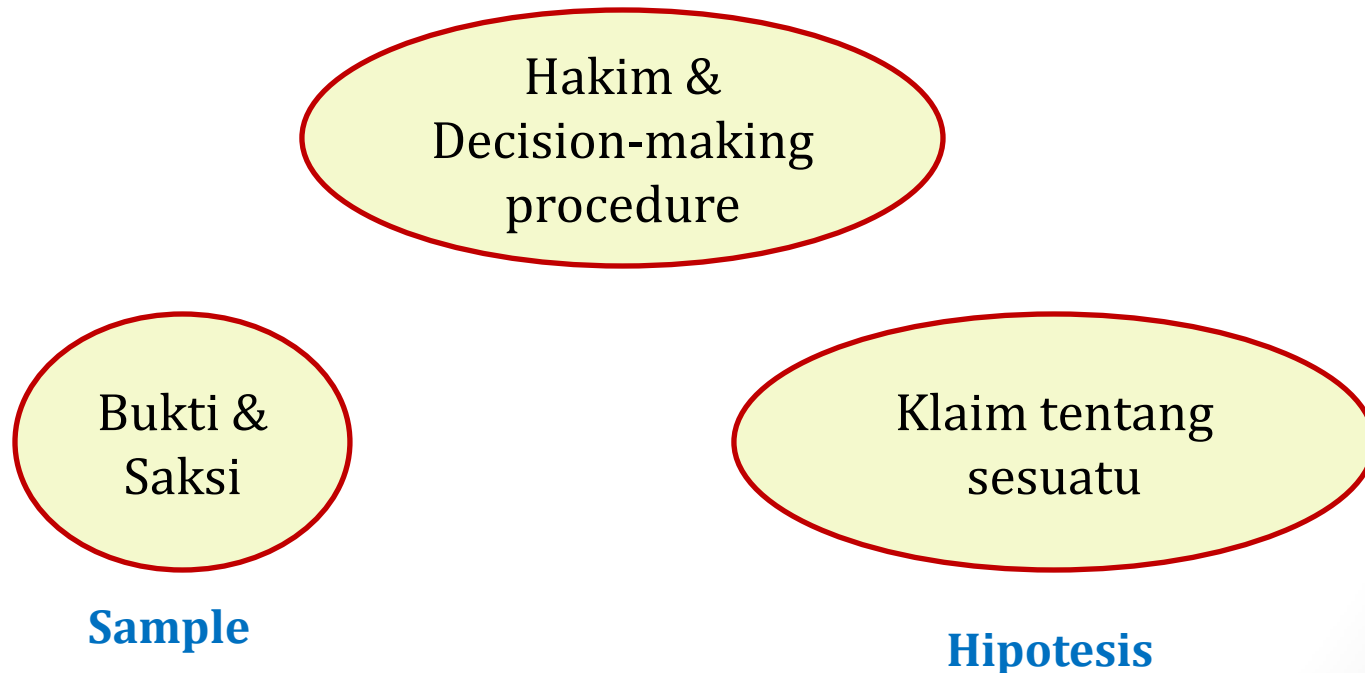 Hakim &
Decision-making
procedure
Bukti &
Saksi
Klaim tentang
sesuatu
Sample
Hipotesis